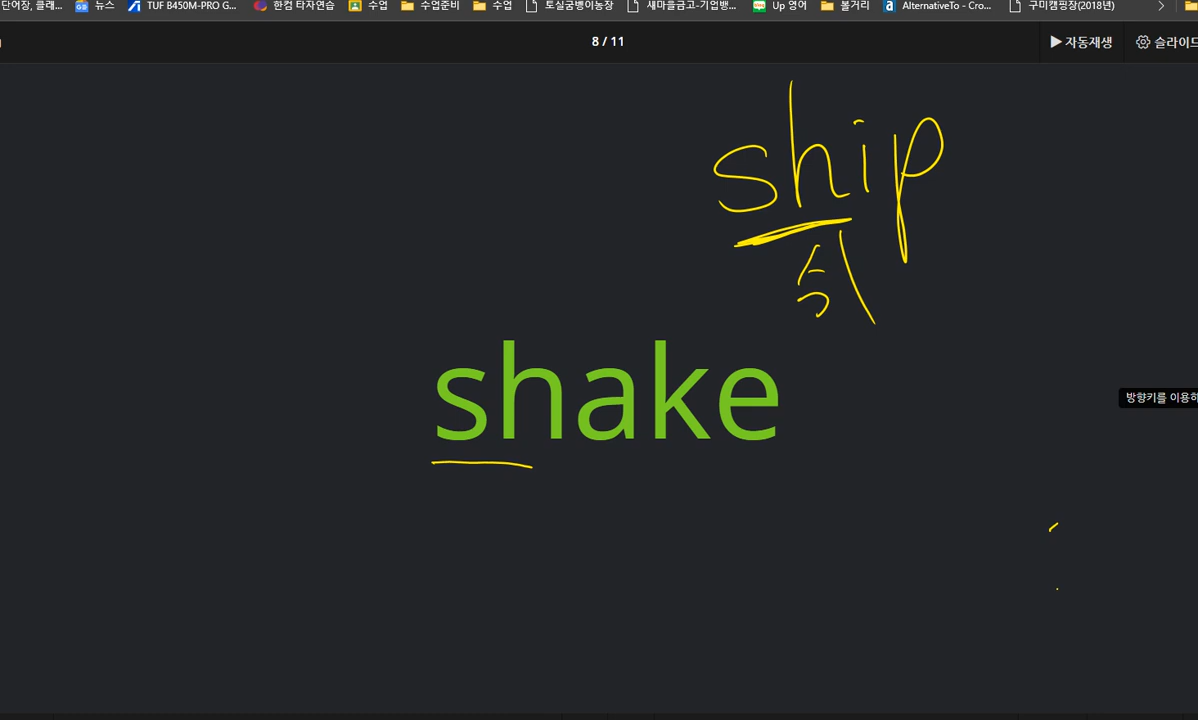 단어장, 클래... 뉴스 TUF B450M-PRO G... 한컴 타자연습 수업 수업준비 수업 토실굼벵이농장 새마을금고-기업뱅... Up 영어 볼거리 AlternativeTo - Cro... 구미캠핑장(2018년)
8 / 11 자동재생 슬라이드
ship
shake
방향키를 이용하